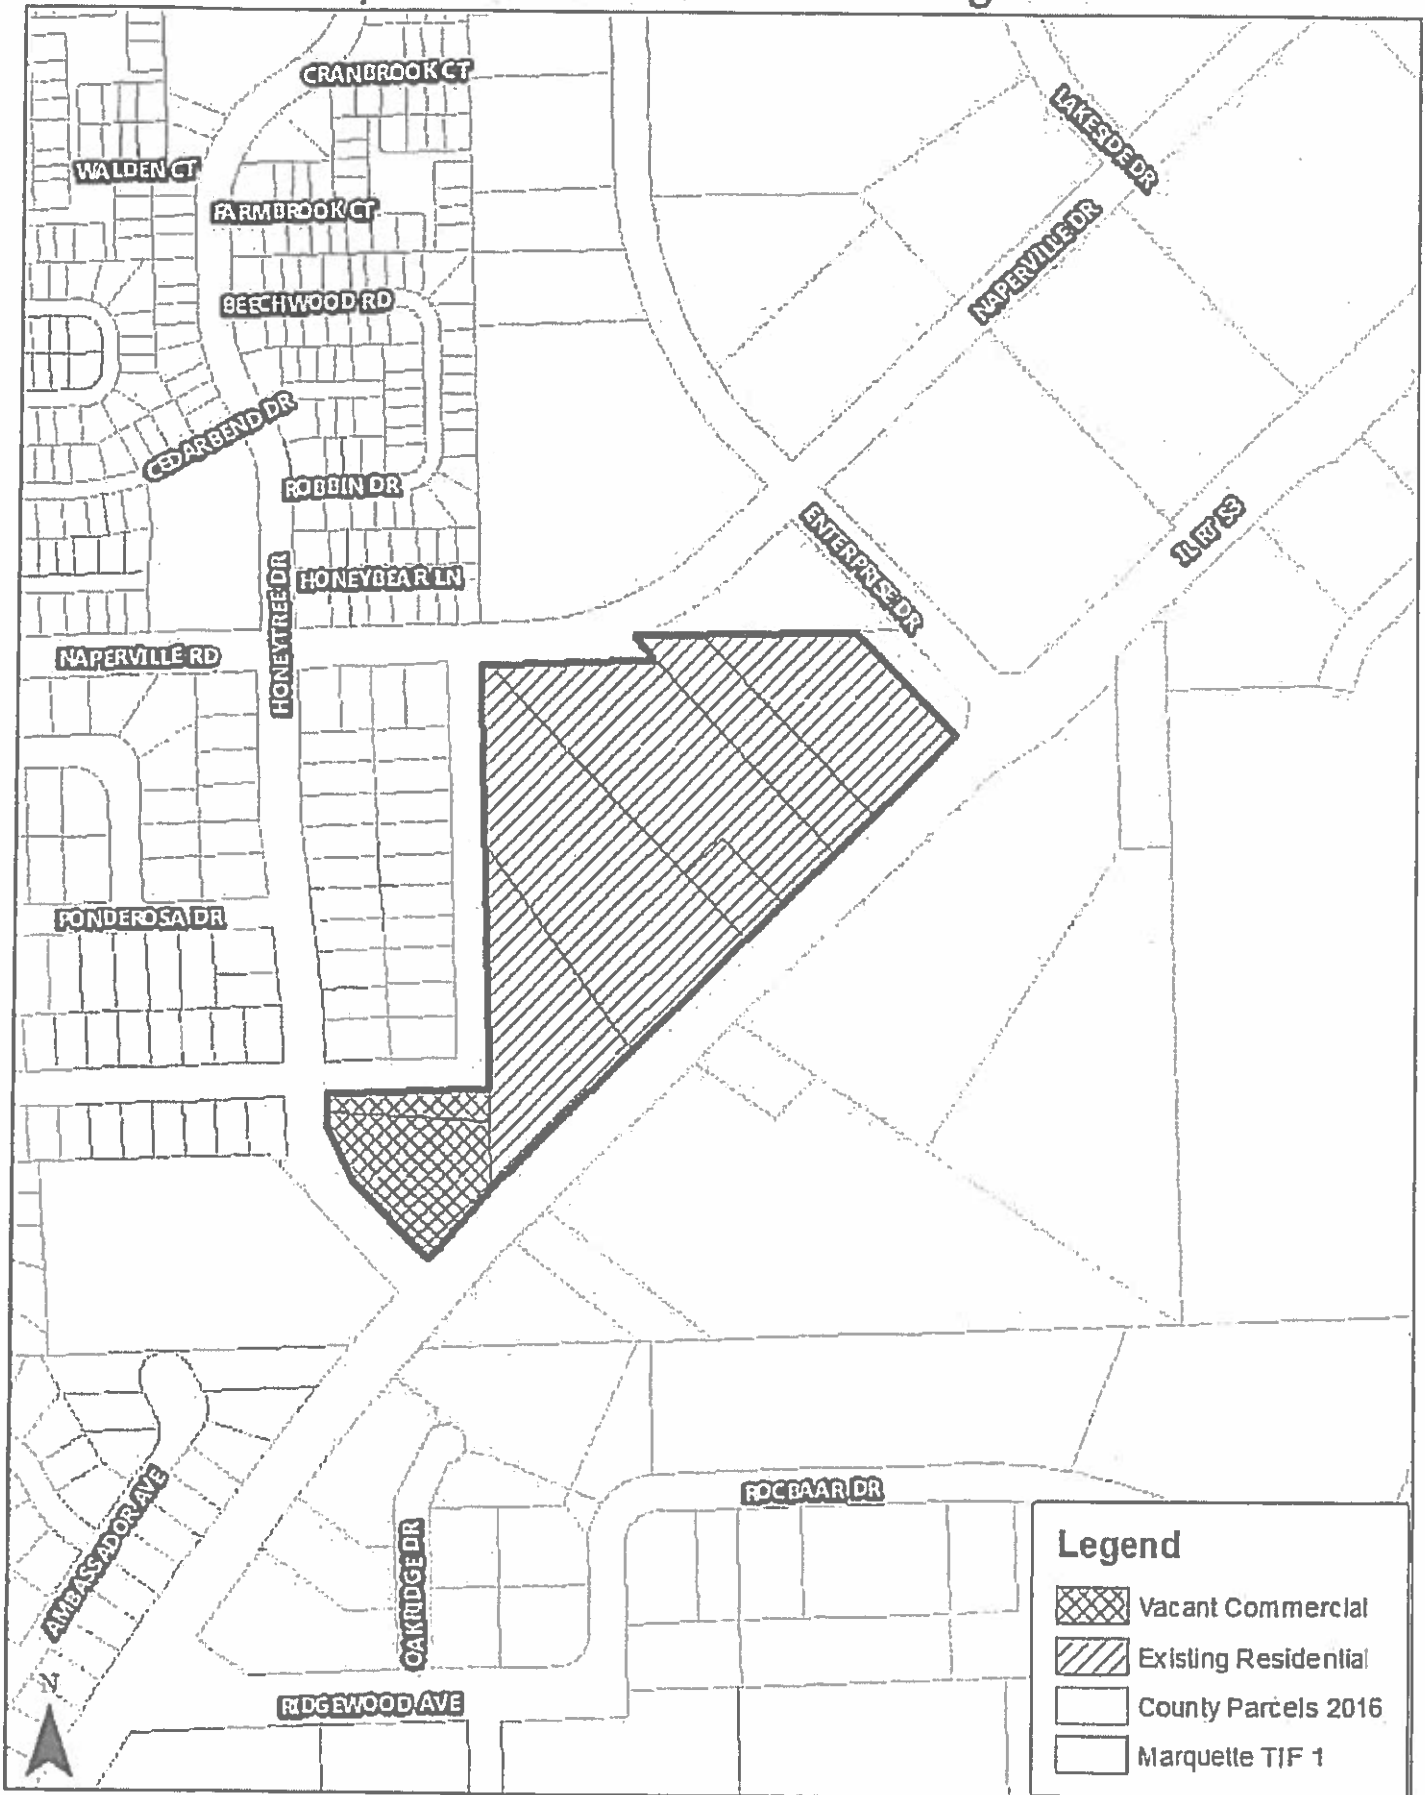 CRANBROOK CT
LAKESDE DR
WALDEN CT
FARMBROOK CT
NAPERVILLE DR
BEECHWOOD RD
CEDARBEND DR
ROBBIN DR
ENTERPRISE DR
IL RT 53
HONEYBEAR LN
HONEYTREE DR
NAPERVILLE RD
PONDEROSA DR
AMBASSADOR AVE
OAKRIDGE DR
ROCBAAR DR
RIDGEWOOD AVE
N
Legend
Vacant Commercial
Existing Residential
County Parcels 2016
Marquette TIF 1